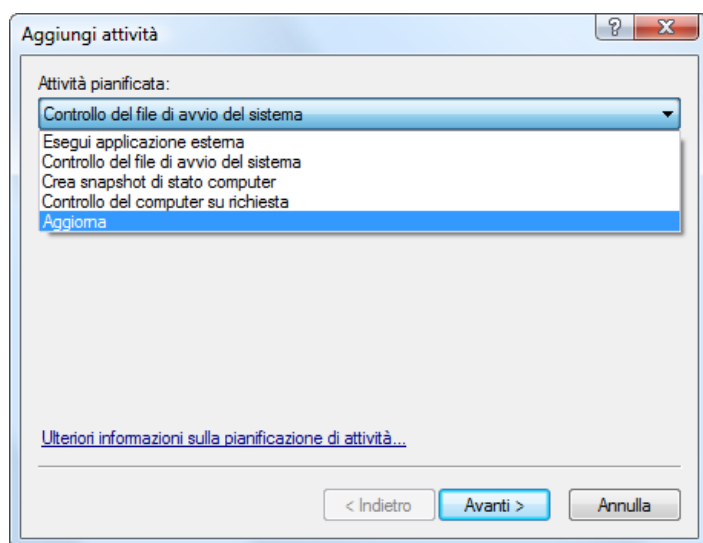 Aggiungi attività
Attività pianificata:
Controllo del file di avvio del sistema
Esegui applicazione esterna
Controllo del file di avvio del sistema
Crea snapshot di stato computer
Controllo del computer su richiesta
Aggiorna
Ulteriori informazioni sulla pianificazione di attività...
< Indietro Avanti > Annulla